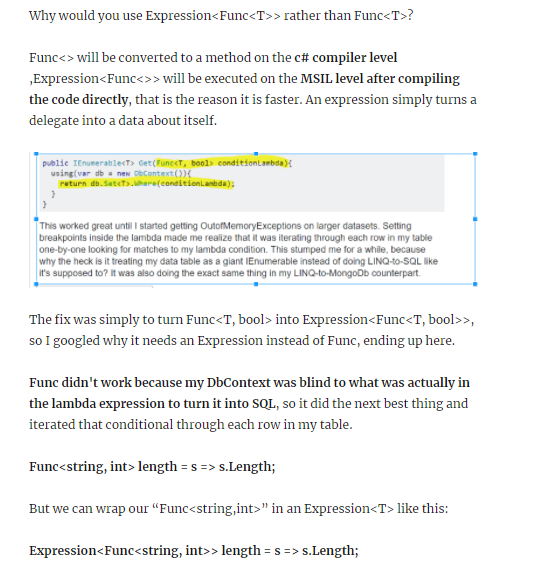 Why would you use Expression<Func<T>> rather than Func<T>?
Func<> will be converted to a method on the c# compiler level
,Expression<Func<>> will be executed on the MSIL level after compiling
the code directly, that is the reason it is faster. An expression simply turns a
delegate into a data about itself.
public IEnumerable<T> Get(Func<T, bool> conditionLambda){
using(var db = new DbContext()){
return db.Set<T>.Where(conditionLambda);
}
}
This worked great until I started getting OutofMemoryExceptions on larger datasets. Setting
breakpoints inside the lambda made me realize that it was iterating through each row in my table
one-by-one looking for matches to my lambda condition. This stumped me for a while, because
why the heck is it treating my data table as a giant IEnumerable instead of doing LINQ-to-SQL like
it's supposed to? It was also doing the exact same thing in my LINQ-to-MongoDb counterpart.
The fix was simply to turn Func<T, bool> into Expression<Func<T, bool>>,
so I googled why it needs an Expression instead of Func, ending up here.
Func didn't work because my DbContext was blind to what was actually in
the lambda expression to turn it into SQL, so it did the next best thing and
iterated that conditional through each row in my table.
Func<string, int> length = s => s.Length;
But we can wrap our “Func<string,int>” in an Expression<T> like this:
Expression<Func<string, int>> length = s => s.Length;